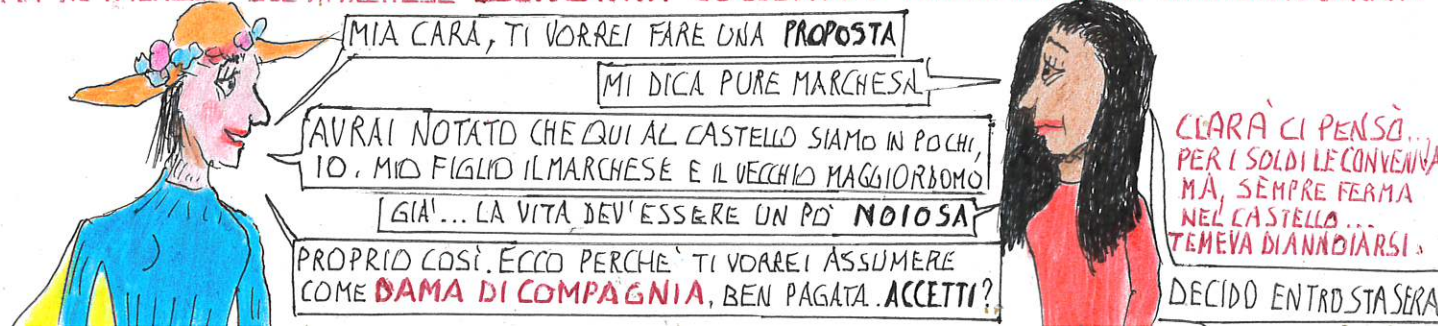 MIA CARA, TI VORREI FARE UNA PROPOSTA
MI DICA PURE MARCHESA
AVRAI NOTATO CHE QUI AL CASTELLO SIAMO IN POCHI,
IO. MIO FIGLIO IL MARCHESE E IL VECCHIO MAGGIORDOMO
GIA'... LA VITA DEV'ESSERE UN PO' NOIOSA
PROPRIO COSÌ. ECCO PERCHE' TI VORREI ASSUMERE
COME DAMA DI COMPAGNIA, BEN PAGATA. ACCETTI?
CLARA CI PENSÒ...
PER I SOLDI LE CONVENIVA
MA, SEMPRE FERMA
NEL CASTELLO...
TEMEVA DI ANNOIARSI.
DECIDO ENTRO STASERA